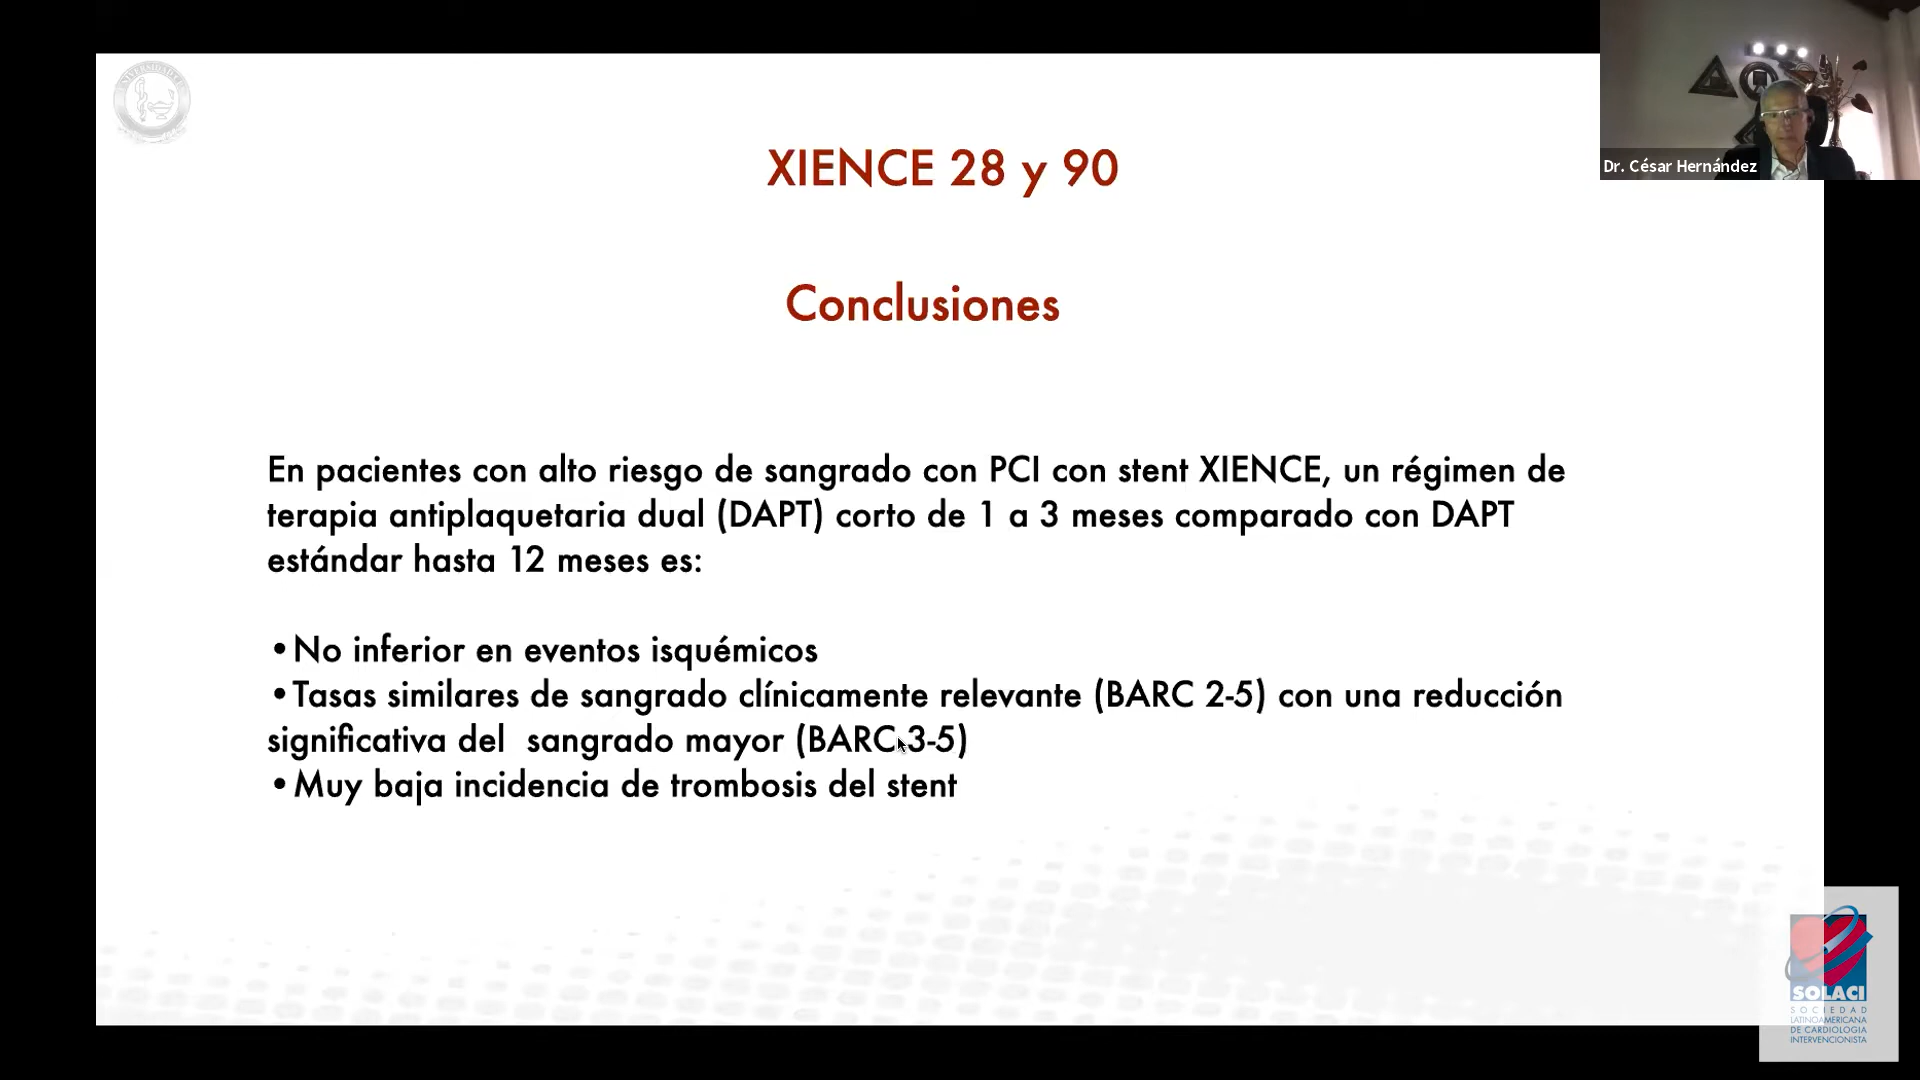 Dr. César Hernández
XIENCE 28 y 90
Conclusiones
En pacientes con alto riesgo de sangrado con PCI con stent XIENCE, un régimen de
terapia antiplaquetaria dual (DAPT) corto de 1 a 3 meses comparado con DAPT
estándar hasta 12 meses es:
•No inferior en eventos isquémicos
•Tasas similares de sangrado clínicamente relevante (BARC 2-5) con una reducción
significativa del  sangrado mayor (BARC 3-5)
•Muy baja incidencia de trombosis del stent
SOLACI
SOCIEDAD
LATINOAMERICANA
DE CARDIOLOGIA
INTERVENCIONISTA